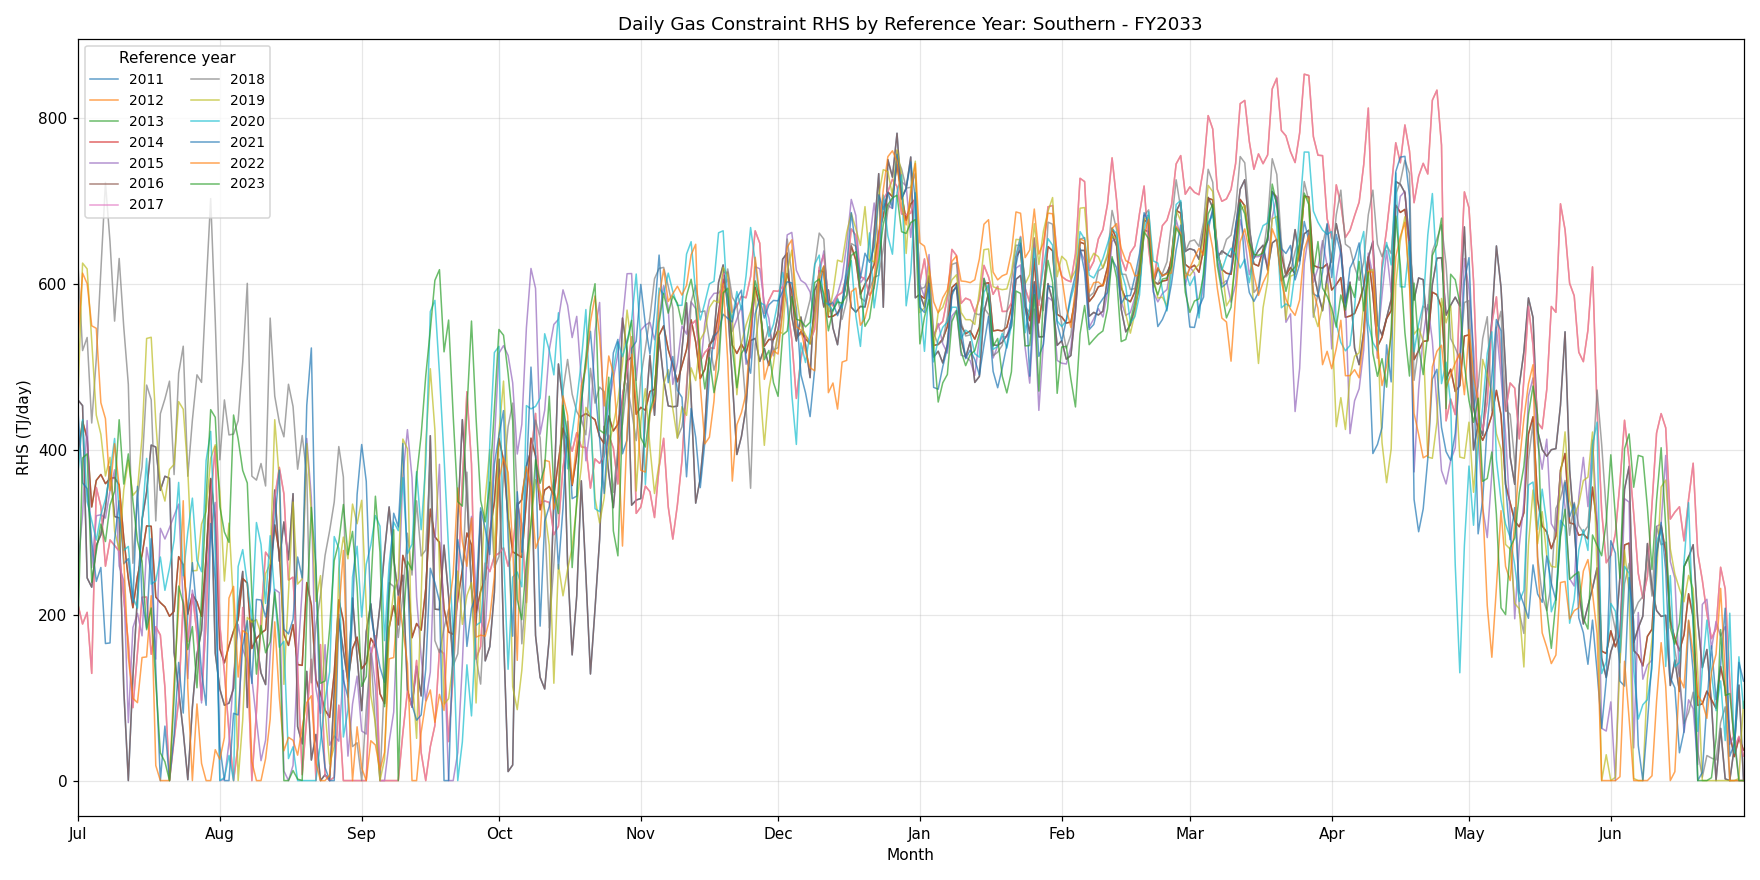 Daily Gas Constraint RHS by Reference Year: Southern - FY2033
Reference year
2011 2018
2012 2019
2013 2020
2014 2021
2015 2022
2016 2023
2017
RHS (TJ/day)
800
600
400
200
0
Jul Aug Sep Oct Nov Dec Jan Feb Mar Apr May Jun
Month